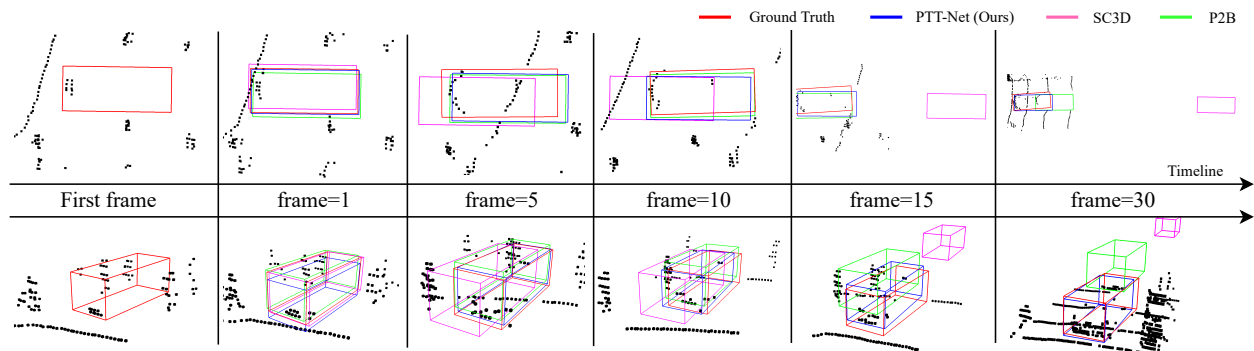 Ground Truth PTT-Net (Ours) SC3D P2B
Timeline
First frame frame=1 frame=5 frame=10 frame=15 frame=30